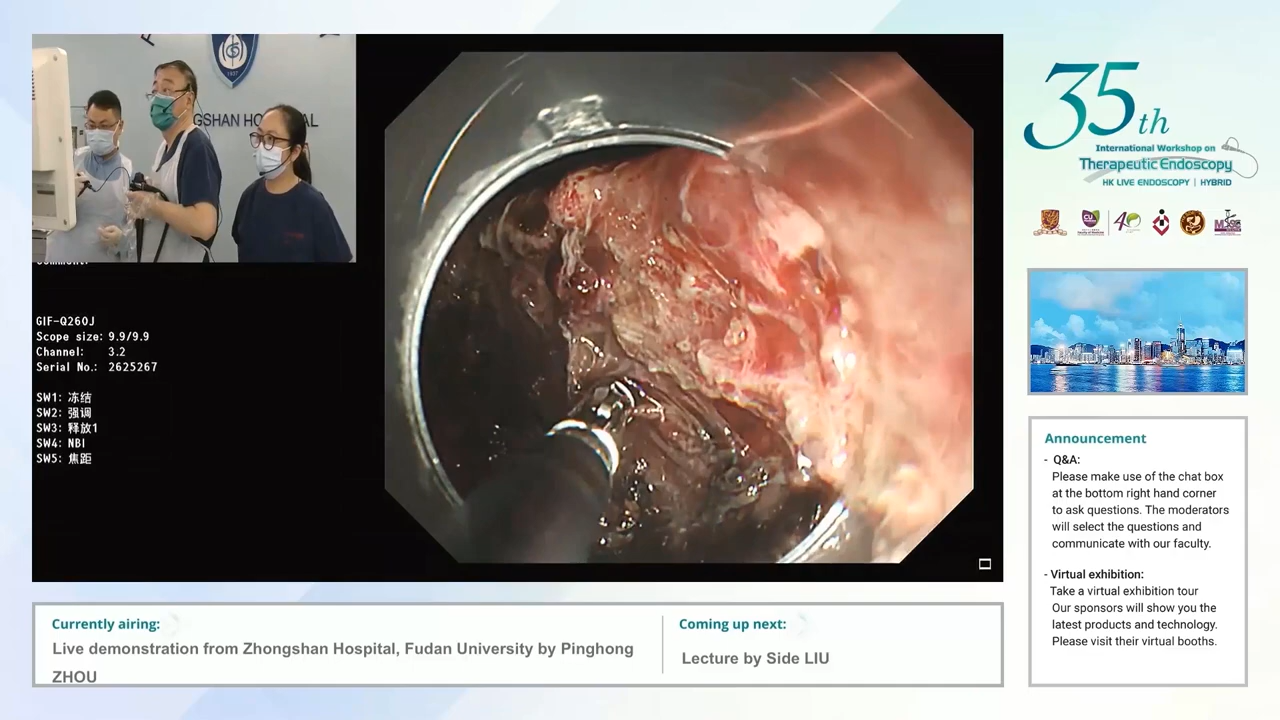 1937
GSHAN HOSPITAL
Comment:
GIF-Q260J
Scope size: 9.9/9.9
Channel: 3.2
Serial No.: 2625267
SW1: 冻结
SW2: 强调
SW3: 释放1
SW4: NBI
SW5: 焦距
35th
International Workshop on
Therapeutic Endoscopy
HK LIVE ENDOSCOPY | HYBRID
Announcement
- Q&A:
Please make use of the chat box
at the bottom right hand corner
to ask questions. The moderators
will select the questions and
communicate with our faculty.
- Virtual exhibition:
Take a virtual exhibition tour
Our sponsors will show you the
latest products and technology.
Please visit their virtual booths.
Currently airing:
Live demonstration from Zhongshan Hospital, Fudan University by Pinghong
ZHOU
Coming up next:
Lecture by Side LIU